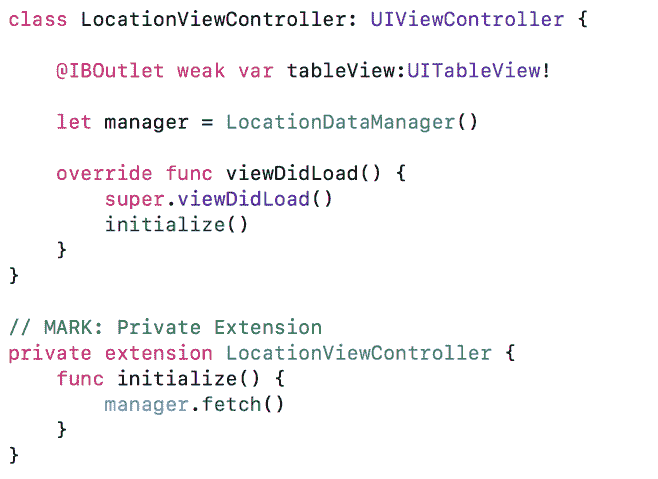 class LocationViewController: UIViewController {
@IBOutlet weak var tableView:UITableView!
let manager = LocationDataManager()
override func viewDidLoad() {
super.viewDidLoad()
initialize()
}
}
// MARK: Private Extension
private extension LocationViewController {
func initialize() {
manager.fetch()
}
}